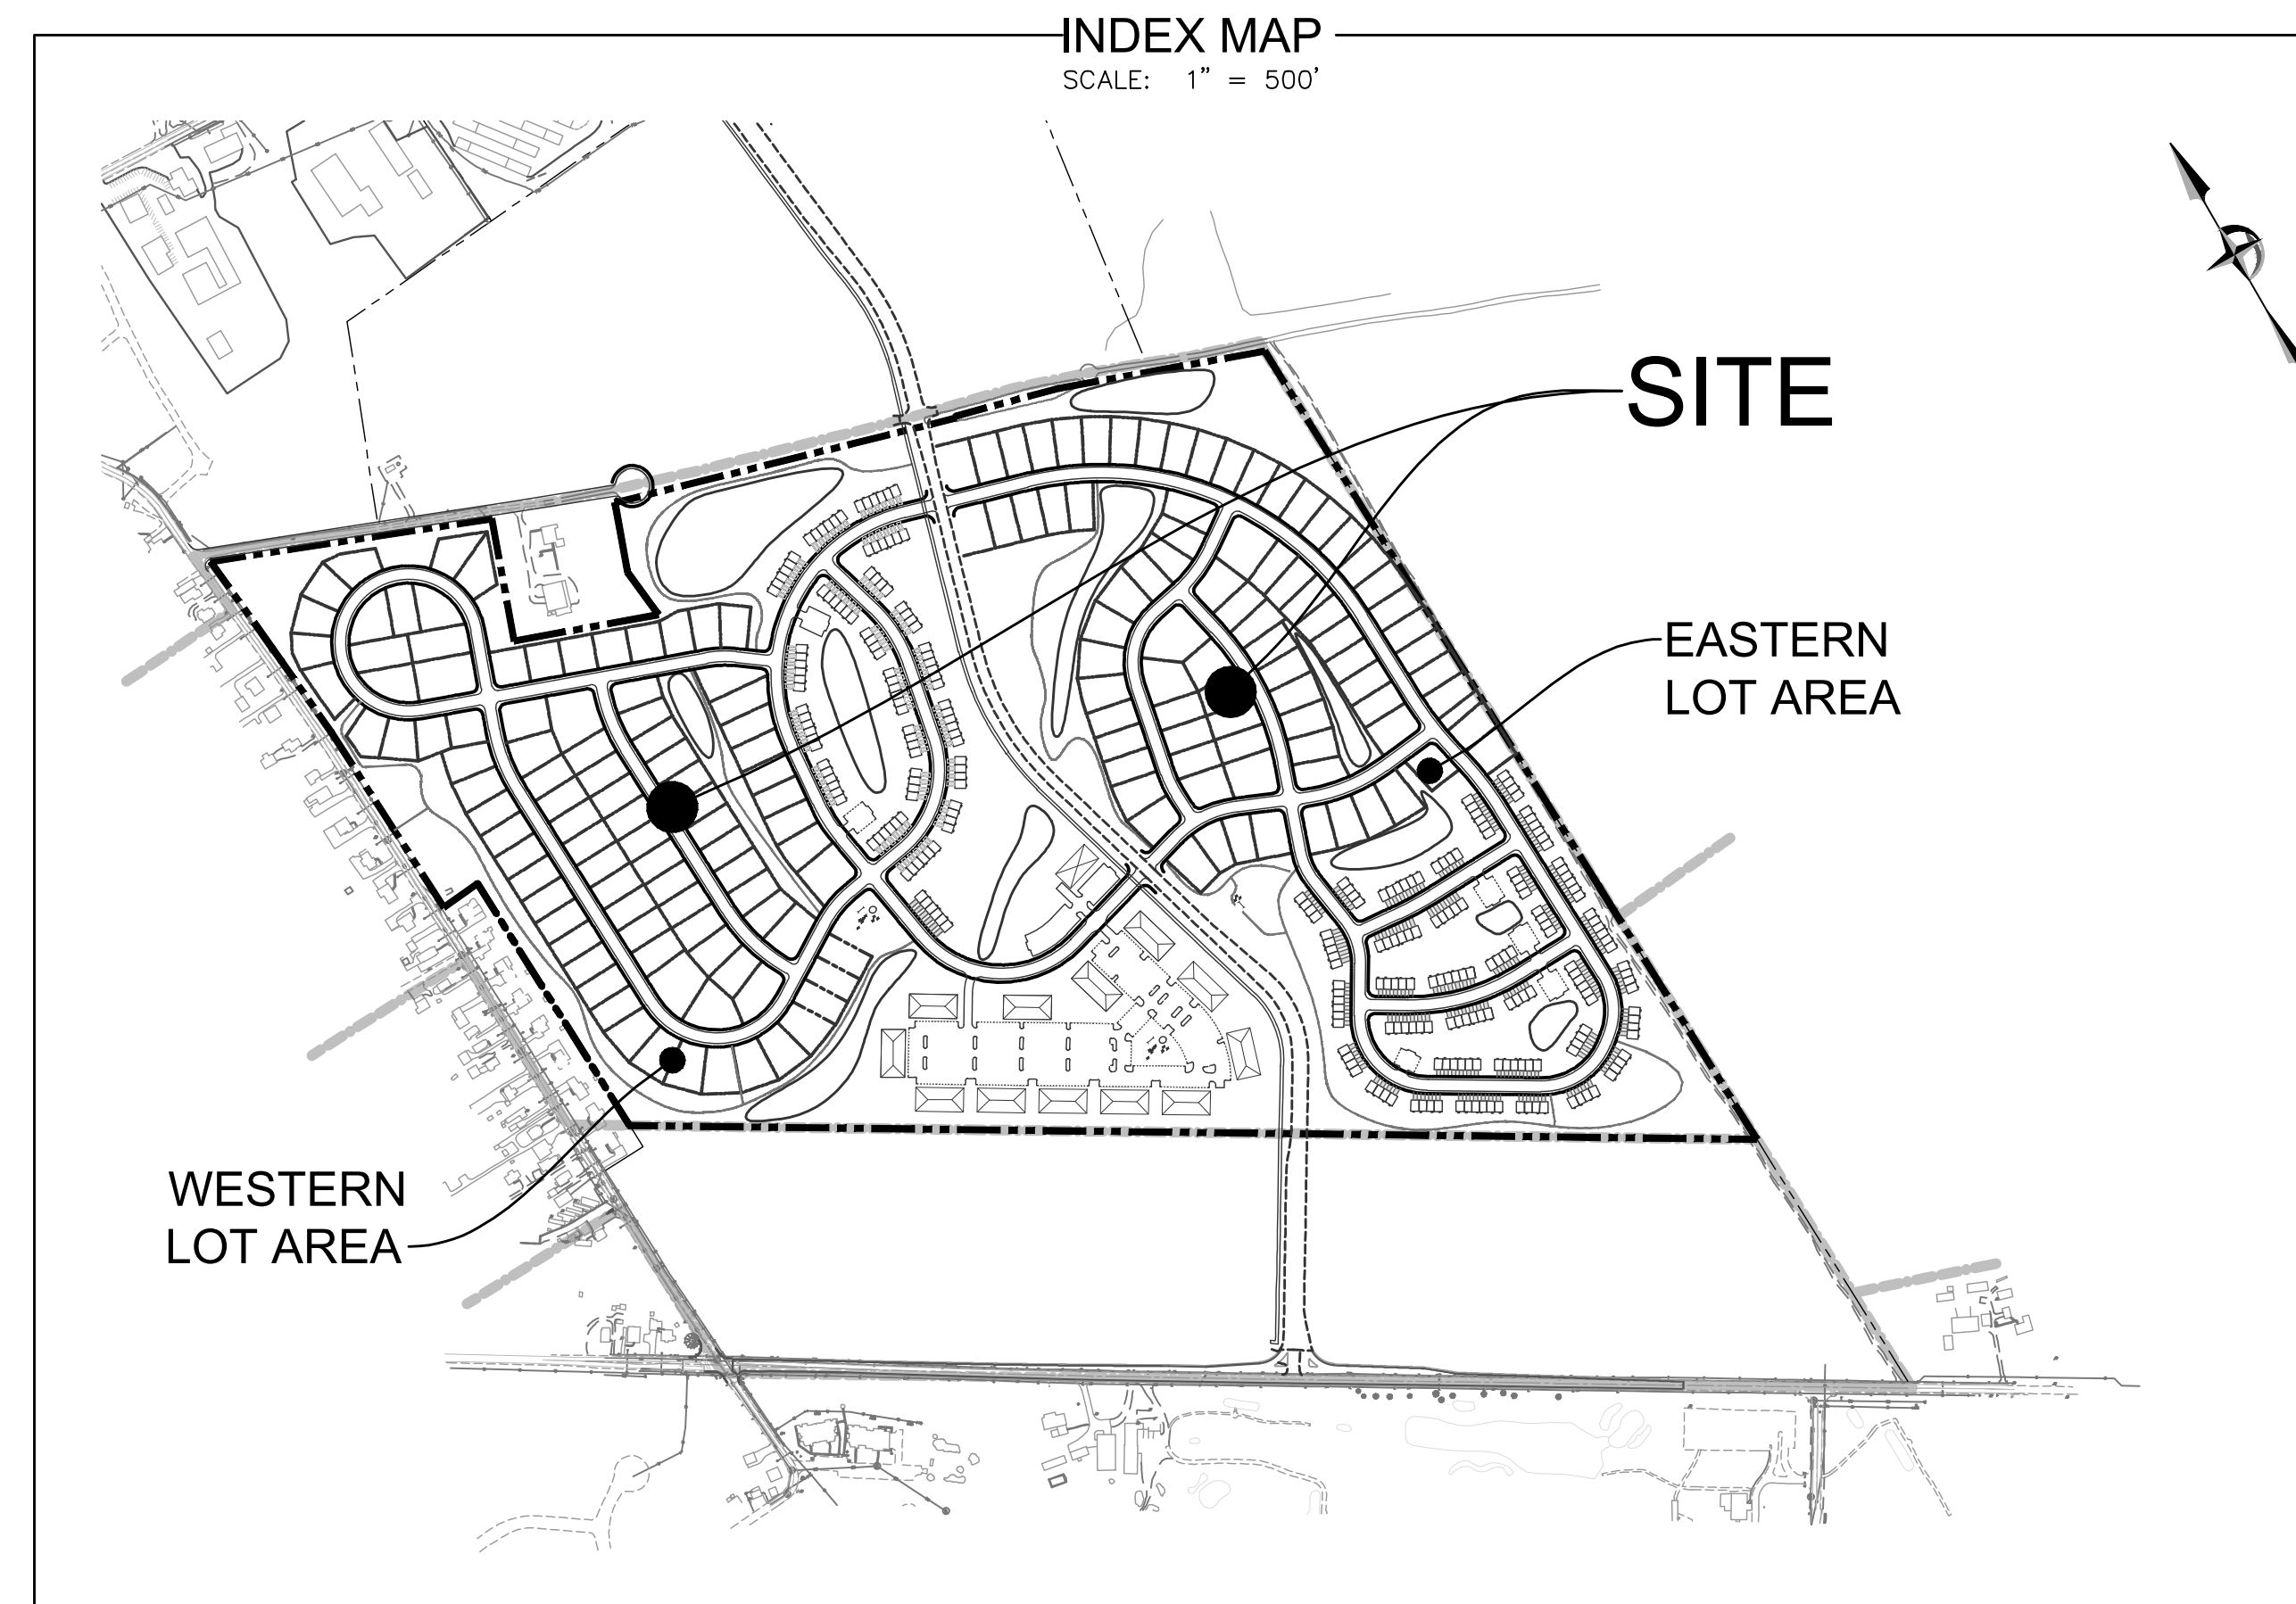 INDEX MAP
SCALE: 1" = 500'
SITE
EASTERN
LOT AREA
WESTERN
LOT AREA